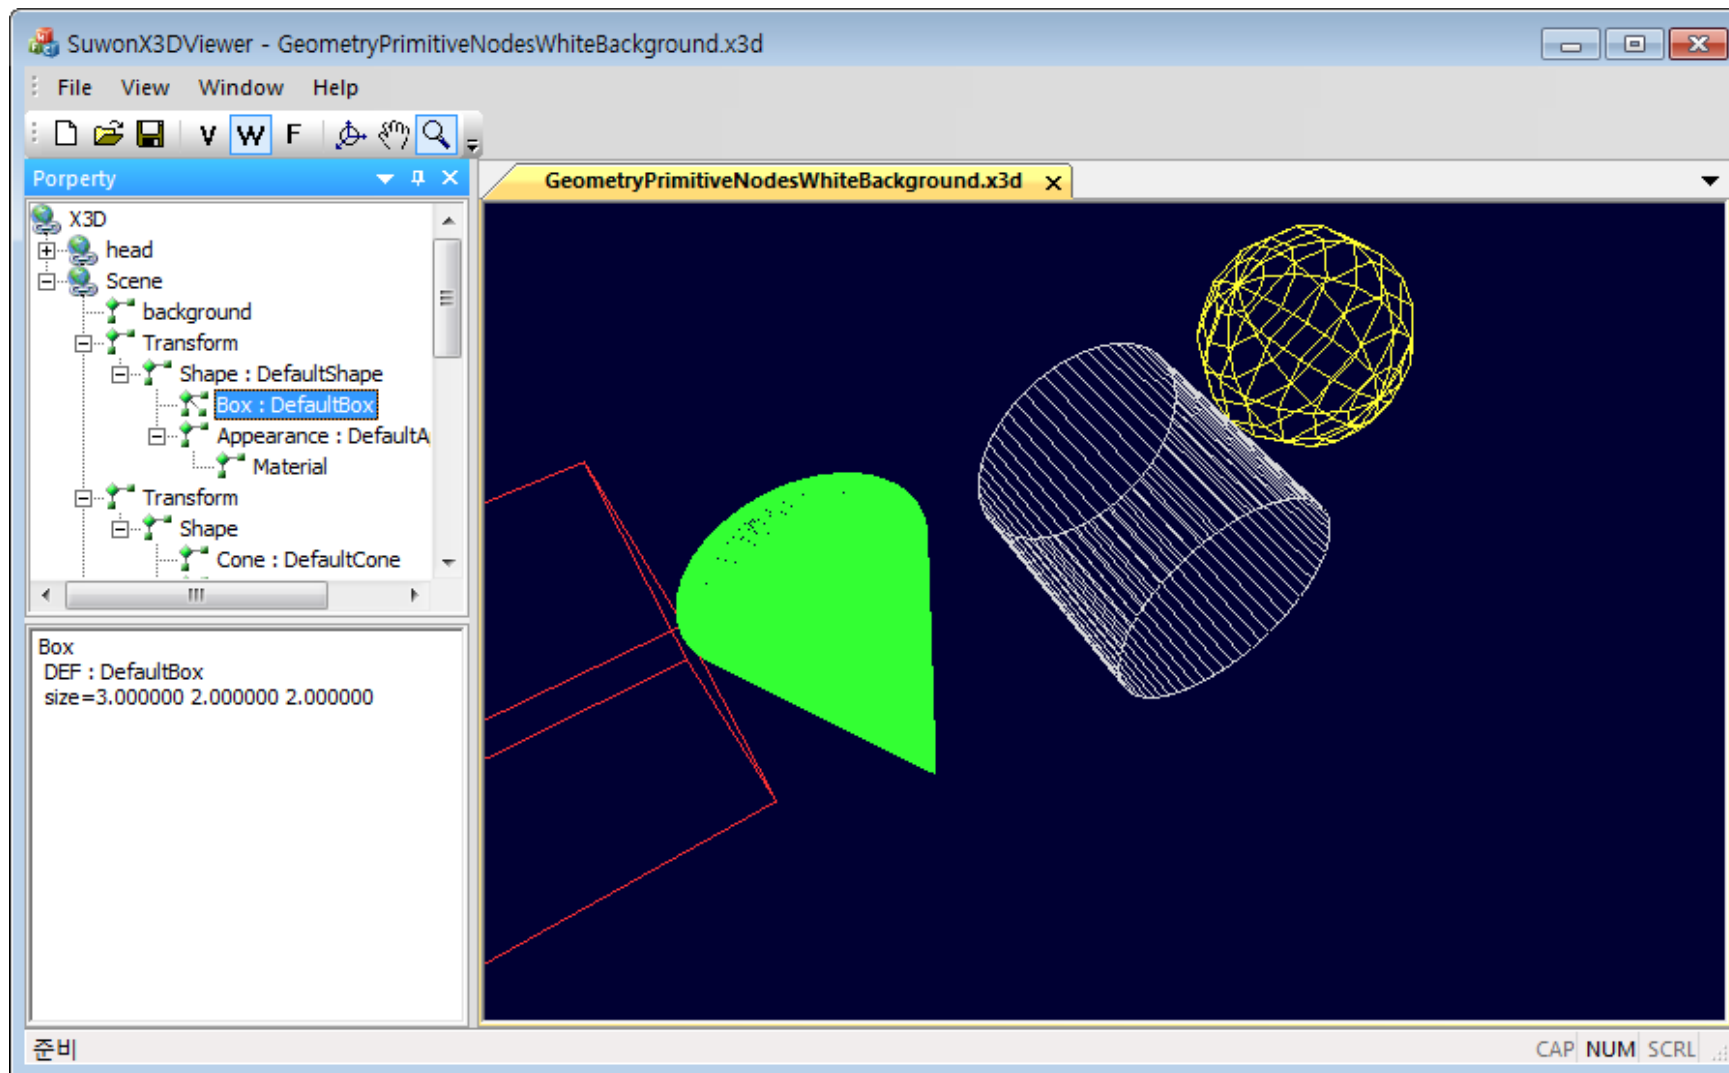 SuwonX3DViewer - GeometryPrimitiveNodesWhiteBackground.x3d
File View Window Help
V W F
Porperty
GeometryPrimitiveNodesWhiteBackground.x3d
X3D
head
Scene
background
Transform
Shape : DefaultShape
Box : DefaultBox
Appearance : DefaultA
Material
Transform
Shape
Cone : DefaultCone
Box
DEF : DefaultBox
size=3.000000 2.000000 2.000000
준비
CAP NUM SCRL